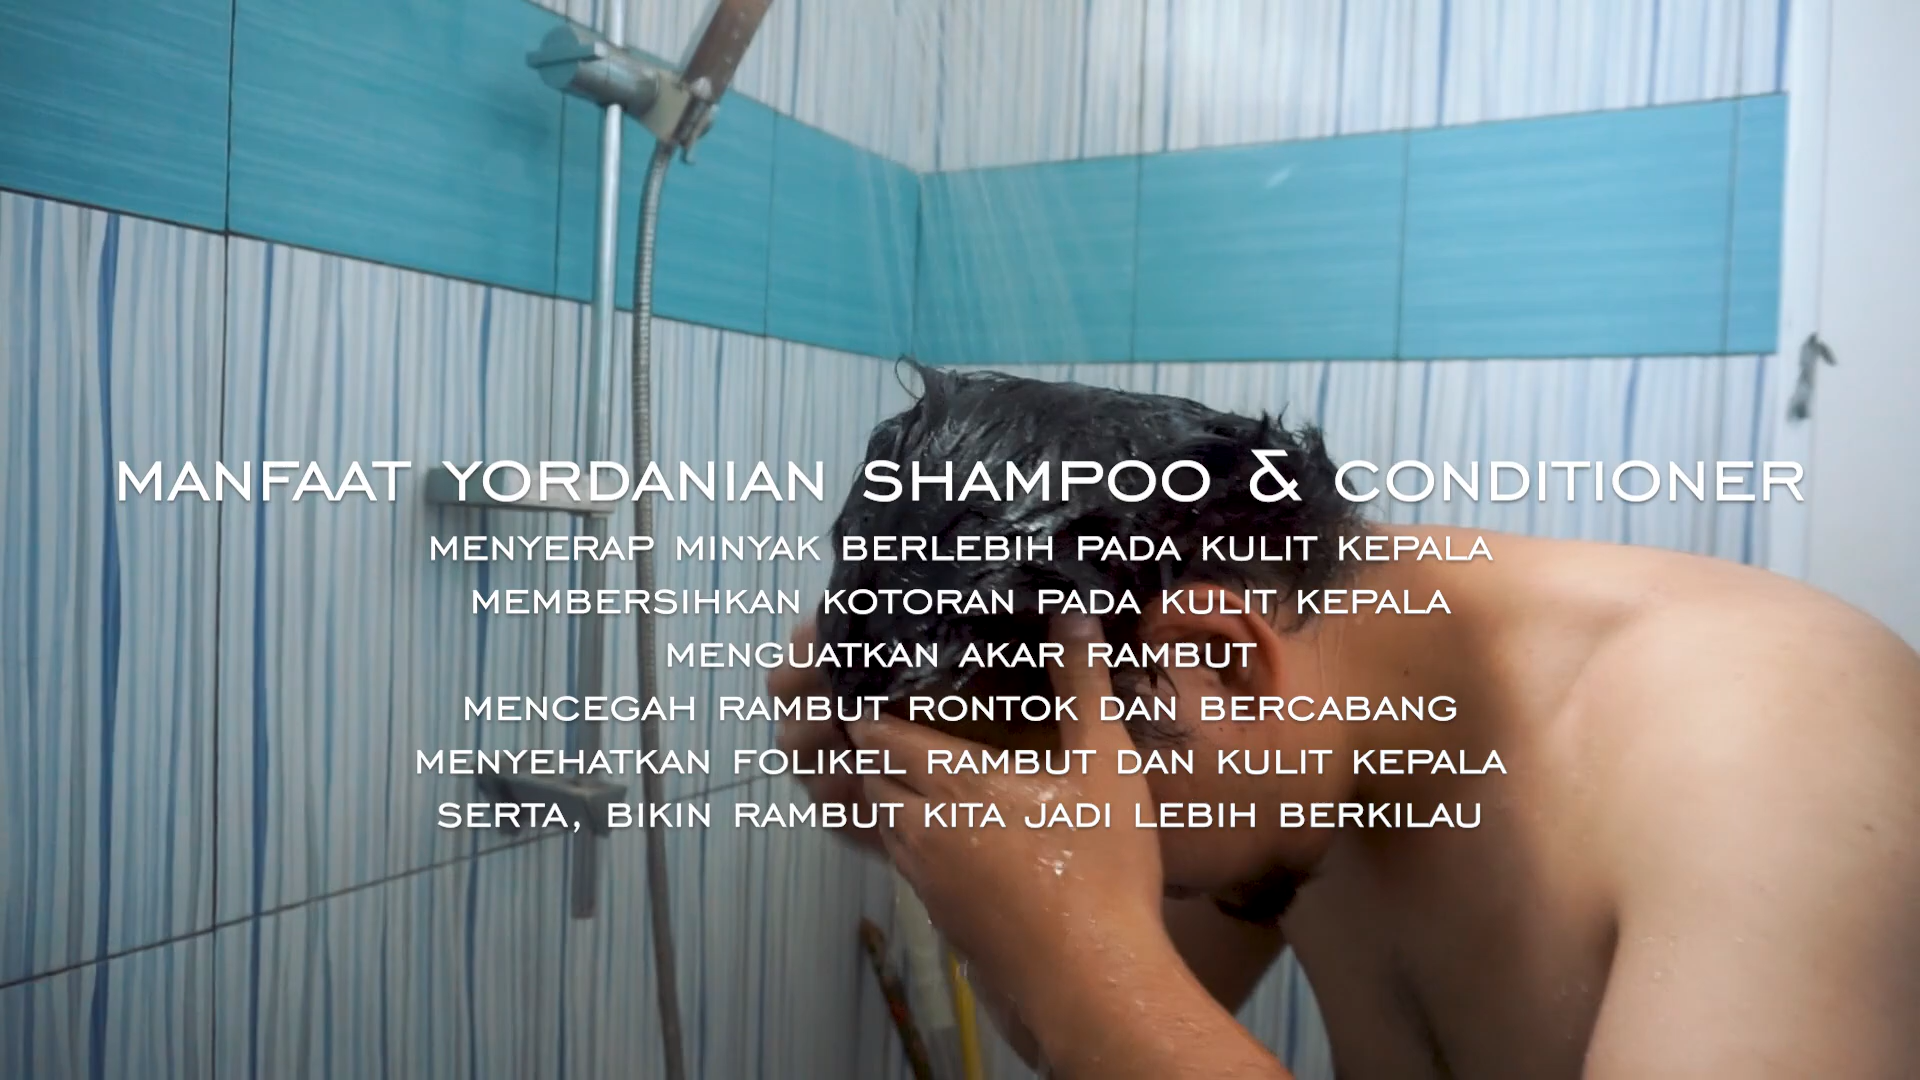 MANFAAT YORDANIAN SHAMPOO & CONDITIONER
MENYERAP MINYAK BERLEBIH PADA KULIT KEPALA
MEMBERSIHKAN KOTORAN PADA KULIT KEPALA
MENGUATKAN AKAR RAMBUT
MENCEGAH RAMBUT RONTOK DAN BERCABANG
MENYEHATKAN FOLIKEL RAMBUT DAN KULIT KEPALA
SERTA, BIKIN RAMBUT KITA JADI LEBIH BERKILAU